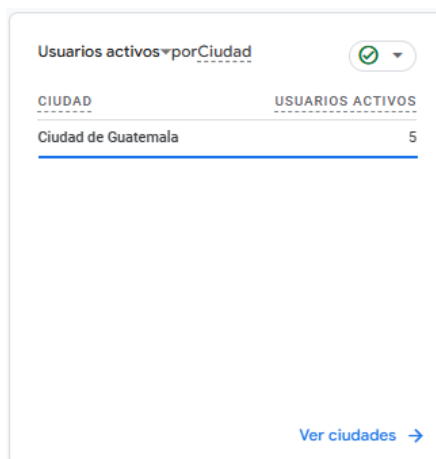 Usuarios activos por Ciudad
CIUDAD USUARIOS ACTIVOS
Ciudad de Guatemala 5
Ver ciudades